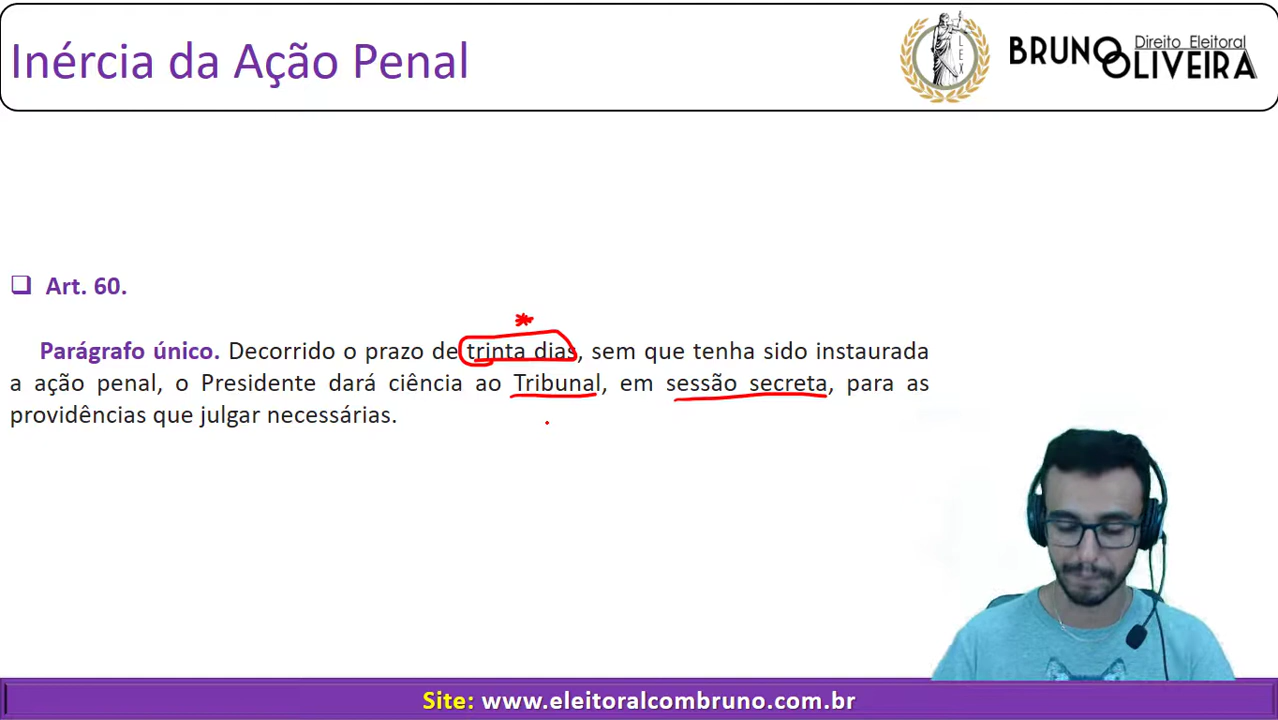 Inércia da Ação Penal
LEX
BRUNO Direito Eleitoral
OLIVEIRA
❑ Art. 60.
Parágrafo único. Decorrido o prazo de trinta dias, sem que tenha sido instaurada
a ação penal, o Presidente dará ciência ao Tribunal, em sessão secreta, para as
providências que julgar necessárias.
Site: www.eleitoralcombruno.com.br